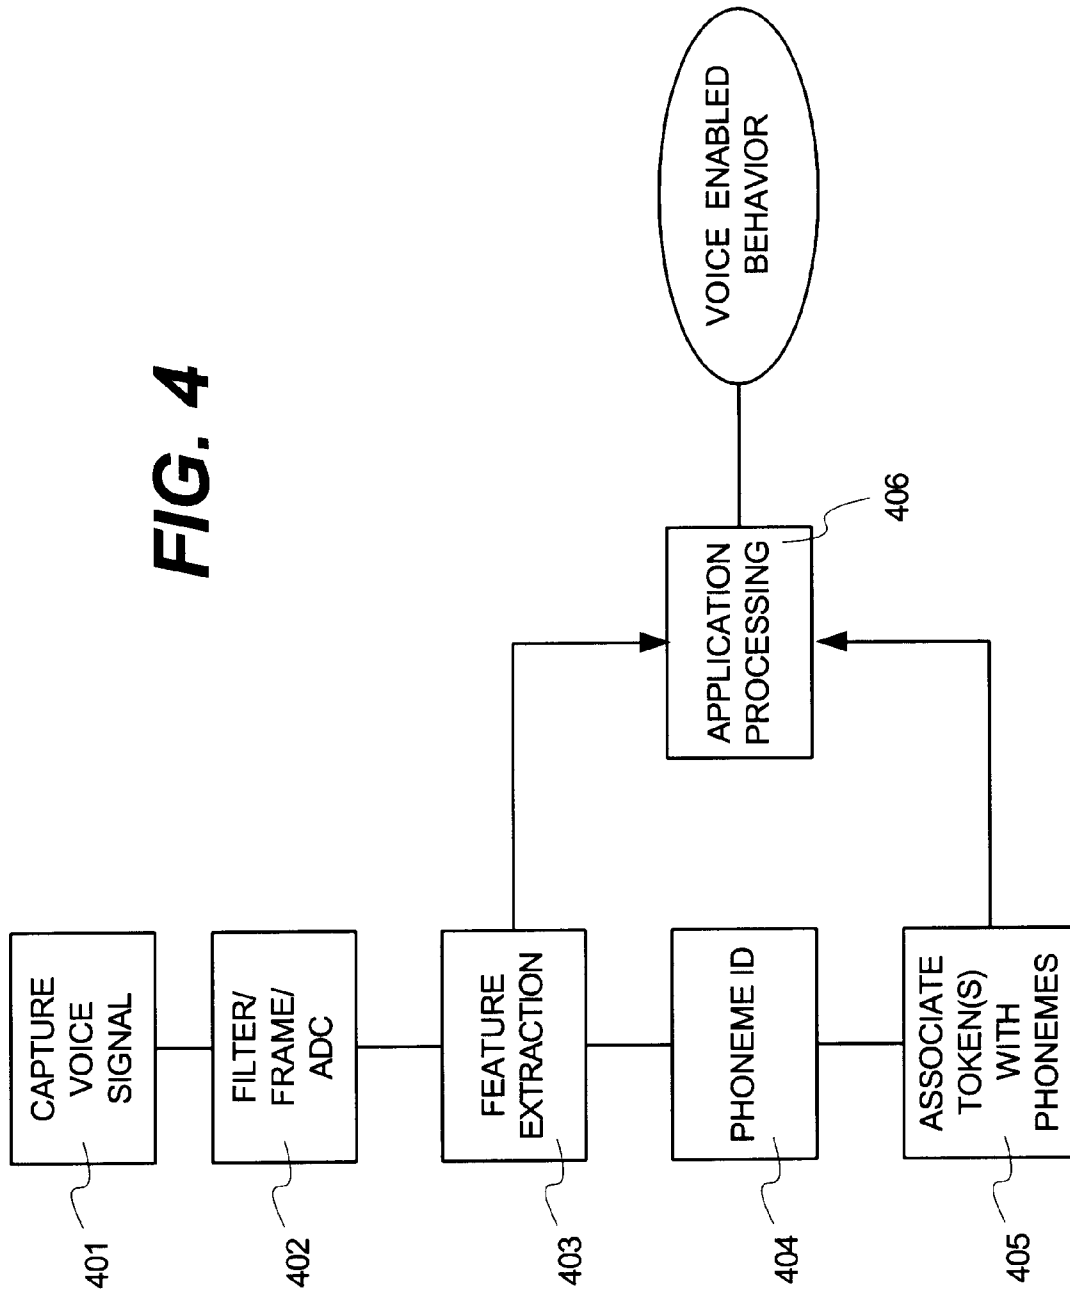 FIG. 4
CAPTURE
VOICE
SIGNAL
401
FILTER/
FRAME/
ADC
402
FEATURE
EXTRACTION
403
PHONEME ID
404
ASSOCIATE
TOKEN(S)
WITH
PHONEMES
405
APPLICATION
PROCESSING
406
VOICE ENABLED
BEHAVIOR